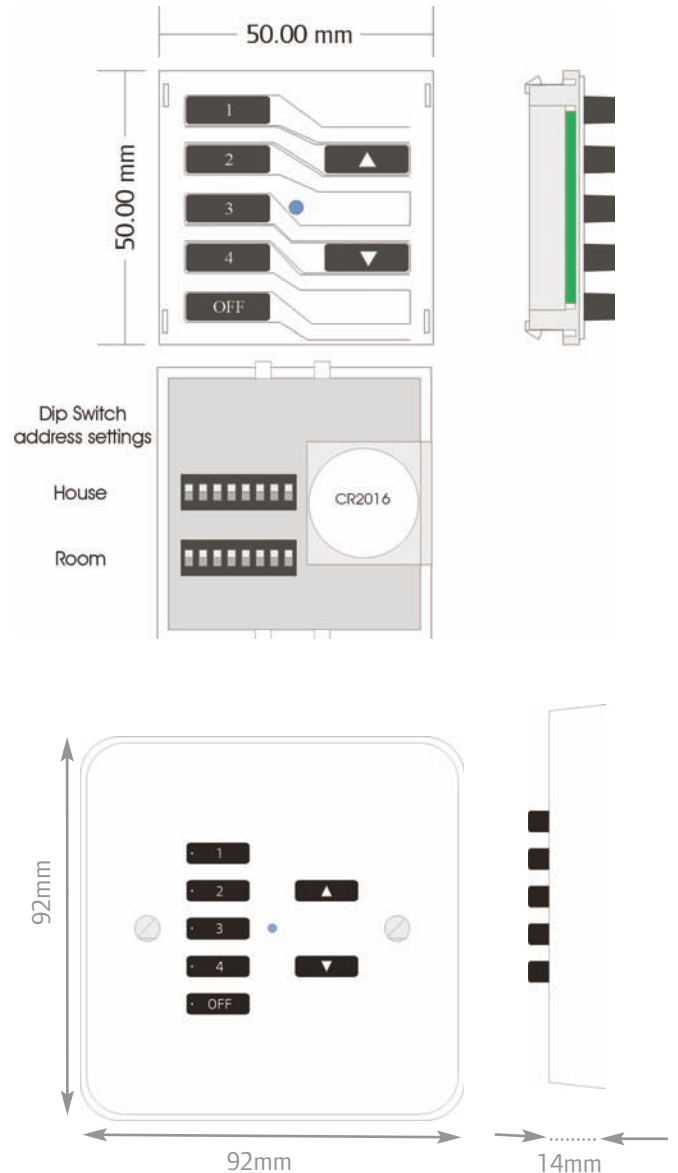 50.00 mm
50.00 mm
1
2
▲
3
4
▼
OFF
Dip Switch
address settings
House
Room
CR2016
92mm
1
2
▲
3
4
▼
OFF
92mm
14mm